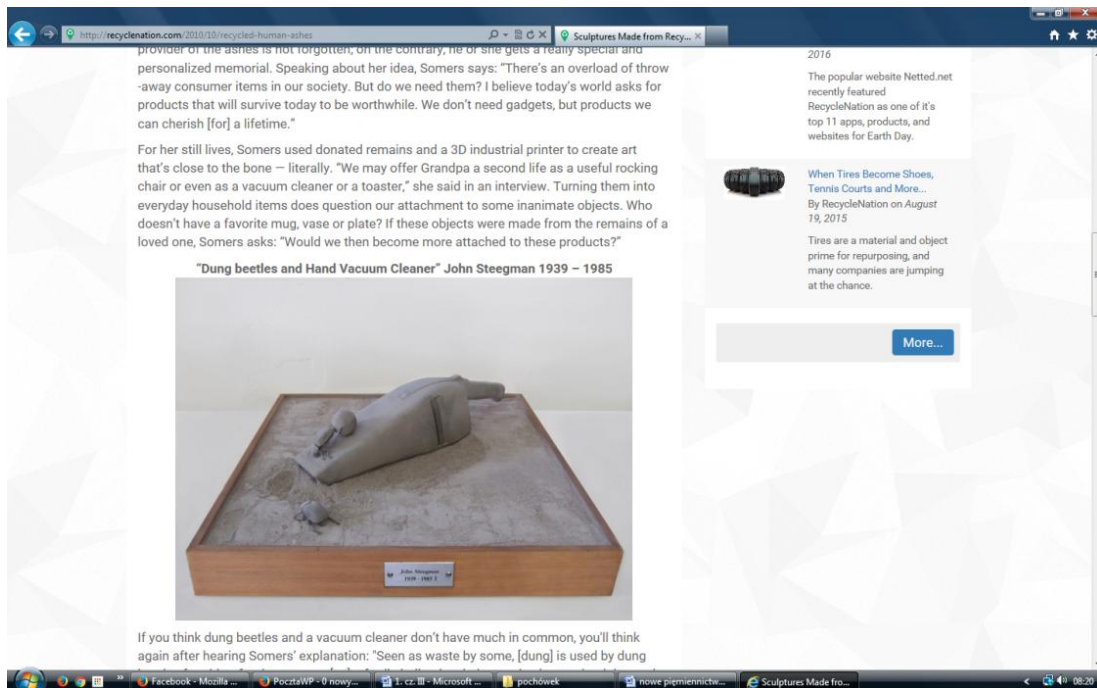 http://recyclenation.com/2010/10/recycled-human-ashes
Sculptures Made from Recy...
provider of the ashes is not forgotten; on the contrary, he or she gets a really special and
personalized memorial. Speaking about her idea, Somers says: “There’s an overload of throw
-away consumer items in our society. But do we need them? I believe today’s world asks for
products that will survive today to be worthwhile. We don’t need gadgets, but products we
can cherish [for] a lifetime.”
For her still lives, Somers used donated remains and a 3D industrial printer to create art
that’s close to the bone — literally. “We may offer Grandpa a second life as a useful rocking
chair or even as a vacuum cleaner or a toaster,” she said in an interview. Turning them into
everyday household items does question our attachment to some inanimate objects. Who
doesn’t have a favorite mug, vase or plate? If these objects were made from the remains of a
loved one, Somers asks: “Would we then become more attached to these products?”
“Dung beetles and Hand Vacuum Cleaner” John Steegman 1939 – 1985
John Steegman
1939 - 1985
If you think dung beetles and a vacuum cleaner don’t have much in common, you’ll think
again after hearing Somers’ explanation: “Seen as waste by some, [dung] is used by dung
2016
The popular website Netted.net
recently featured
RecycleNation as one of it’s
top 11 apps, products, and
websites for Earth Day.
When Tires Become Shoes,
Tennis Courts and More...
By RecycleNation on August
19, 2015
Tires are a material and object
prime for repurposing, and
many companies are jumping
at the chance.
More...
Facebook - Mozilla ...
PocztaWP - 0 nowy...
1. cz. III - Microsoft ...
pochówek
nowe piśmiennictw...
Sculptures Made fro...
08:20